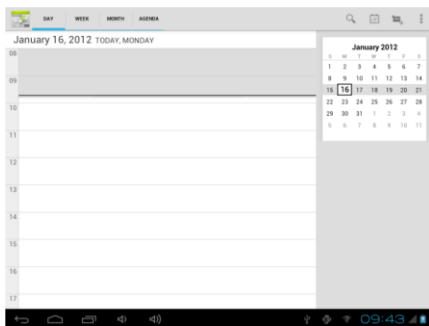 DAY WEEK MONTH AGENDA
January 16, 2012 TODAY, MONDAY
08
09
10
11
12
13
14
15
16
17
January 2012
S M T W T F S
1 2 3 4 5 6 7
8 9 10 11 12 13 14
15 16 17 18 19 20 21
22 23 24 25 26 27 28
29 30 31 1 2 3 4
5 6 7 8 9 10 11
09:43